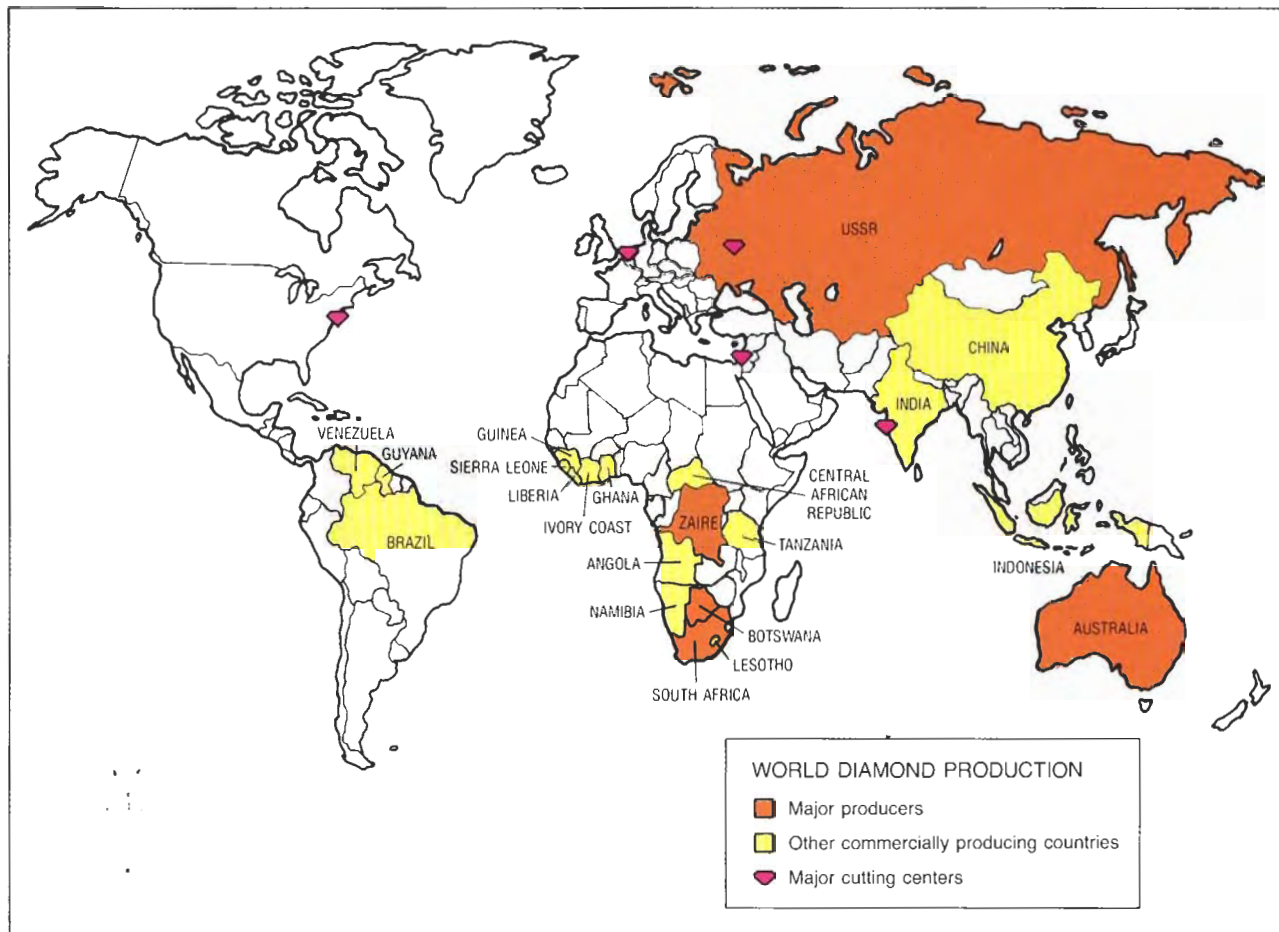 USSR
CHINA
INDIA
VENEZUELA
GUYANA
BRAZIL
GUINEA
SIERRA LEONE
LIBERIA
GHANA
IVORY COAST
CENTRAL
AFRICAN
REPUBLIC
ZAIRE
TANZANIA
ANGOLA
NAMIBIA
BOTSWANA
LESOTHO
SOUTH AFRICA
INDONESIA
AUSTRALIA
WORLD DIAMOND PRODUCTION
Major producers
Other commercially producing countries
Major cutting centers